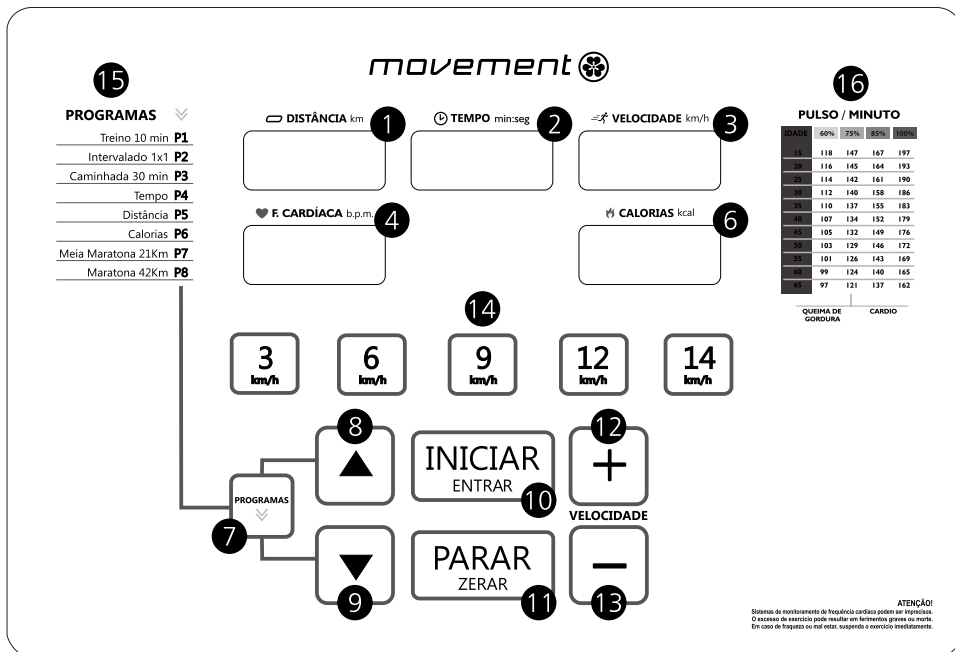 movement
15
PROGRAMAS
Treino 10 min P1
Intervalado 1x1 P2
Caminhada 30 min P3
Tempo P4
Distância P5
Calorias P6
Meia Maratona 21Km P7
Maratona 42Km P8
DISTÂNCIA km 1
TEMPO min:seg 2
VELOCIDADE km/h 3
F. CARDÍACA b.p.m. 4
CALORIAS kcal 6
16
PULSO / MINUTO
IDADE 60% 75% 85% 100%
15 118 147 167 197
20 116 145 164 193
25 114 142 161 190
30 112 140 158 186
35 110 137 155 183
40 107 134 152 179
45 105 132 149 176
50 103 129 146 172
55 101 126 143 169
60 99 124 140 165
65 97 121 137 162
QUEIMA DE
GORDURA
CARDIO
14
3
km/h
6
km/h
9
km/h
12
km/h
14
km/h
8
INICIAR
ENTRAR
10
12
+
PROGRAMAS
7
VELOCIDADE
9
PARAR
ZERAR
11
−
13
ATENÇÃO!
Sistemas de monitoramento de frequência cardíaca podem ser imprecisos.
O excesso de exercício pode resultar em ferimentos graves ou morte.
Em caso de fraqueza ou mal estar, suspenda o exercício imediatamente.